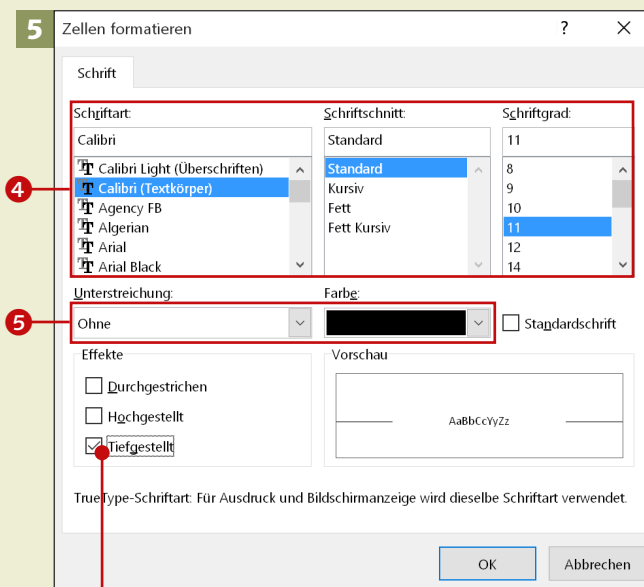 5
Zellen formatieren ? ×
Schrift
Schriftart: Schriftschnitt: Schriftgrad:
Calibri Standard 11
Calibri Light (Überschriften) Standard 8
4 Calibri (Textkörper) Kursiv 9
Agency FB Fett 10
Algerian Fett Kursiv 11
Arial 12
Arial Black 14
Unterstreichung: Farbe:
5 Ohne Standardschrift
Effekte Vorschau
Durchgestrichen
Hochgestellt AaBbCcYyZz
Tiefgestellt
TrueType-Schriftart: Für Ausdruck und Bildschirmanzeige wird dieselbe Schriftart verwendet.
OK Abbrechen